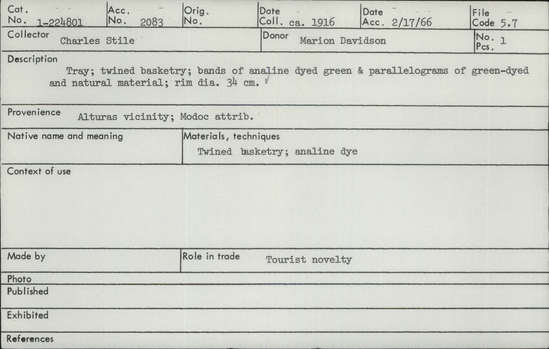 Cat. No. 1-224801 Acc. No. 2083 Orig. No. Date Coll. ca. 1916 Date Acc. 2/17/66 File Code 5.7
Collector Charles Stile Donor Marion Davidson No. Pcs. 1
Description
Tray; twined basketry; bands of analine dyed green & parallelograms of green-dyed
and natural material; rim dia. 34 cm.
Provenience Alturas vicinity; Modoc attrib.
Native name and meaning Materials, techniques
Twined basketry; analine dye
Context of use
Made by Role in trade Tourist novelty
Photo
Published
Exhibited
References